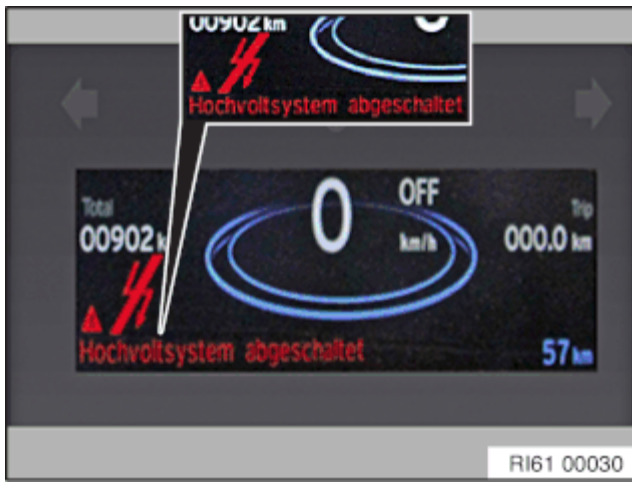 00902 km
0
Hochvoltsystem abgeschaltet
Total
00902 k
0
OFF
km/h
Trip
000.0 km
Hochvoltsystem abgeschaltet
57 km
RI61 00030